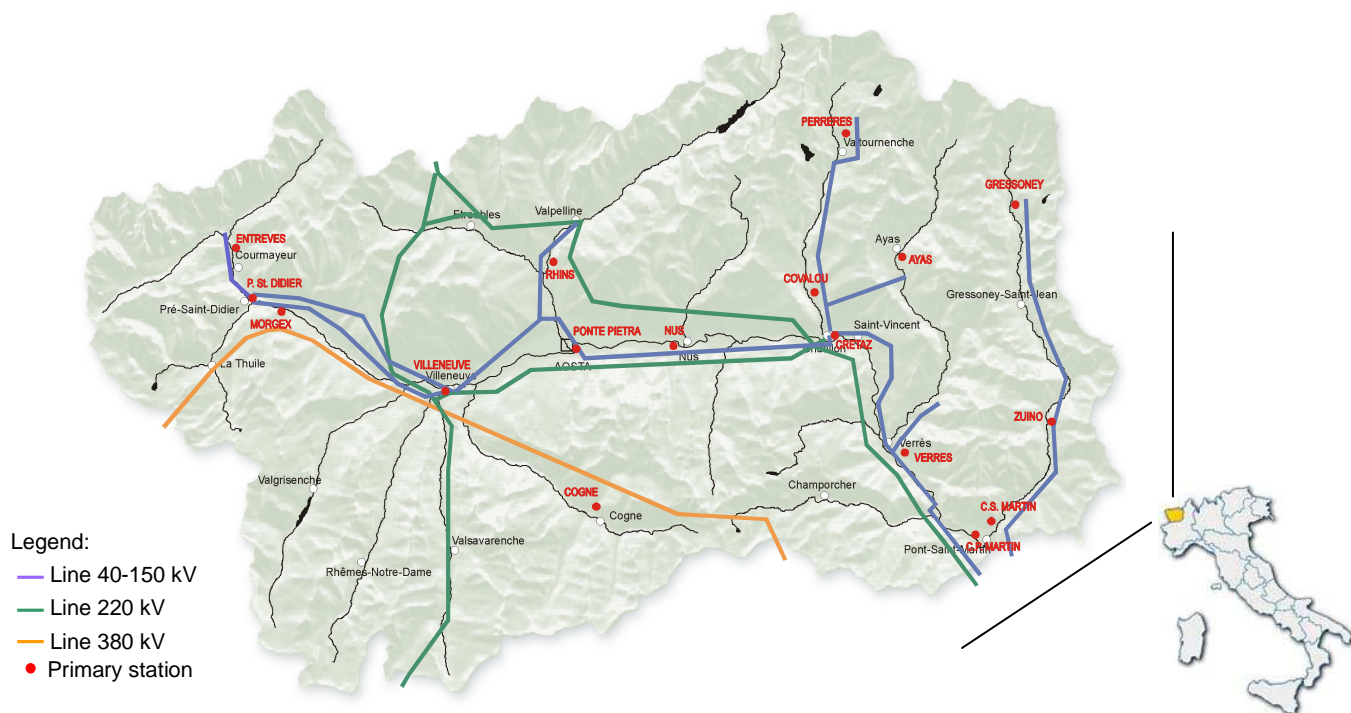 PERRERES
Valtournenche
GRESSONEY
Etroubles
Valpelline
ENTREVES
Courmayeur
Ayas
AYAS
RHINS
P. St. DIDIER
COVALOU
Gressoney-Saint-Jean
Pré-Saint-Didier
MORGEX
Saint-Vincent
NUS
CRETAZ
PONTE PIETRA
Nus
AOSTA
La Thuile
VILLENEUVE
Villeneuve
ZUINO
Verrès
VERRES
Valgrisenche
Champorcher
COGNE
C.S. MARTIN
Cogne
Legend:
Valsavarenche
Pont-Saint-Martin
Line 40-150 kV
Rhêmes-Notre-Dame
Line 220 kV
Line 380 kV
Primary station